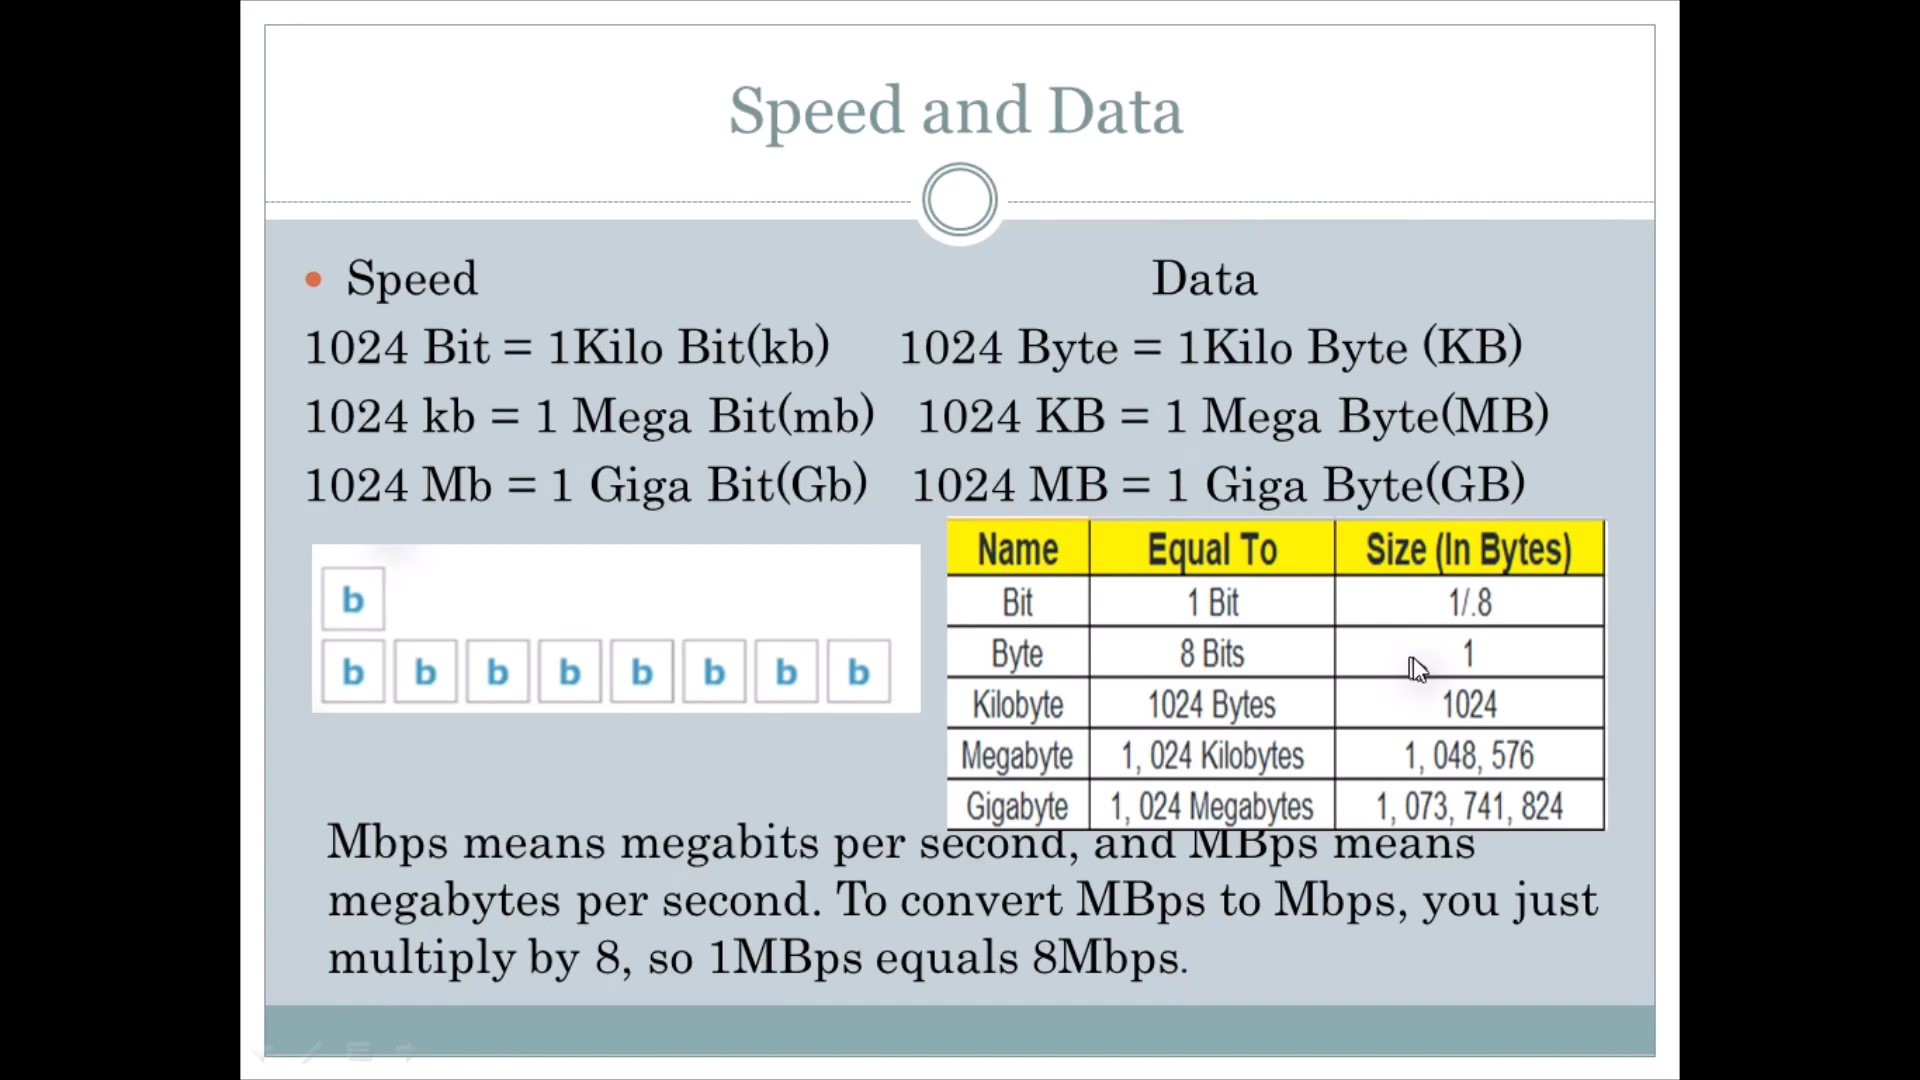 Speed and Data
• Speed Data
1024 Bit = 1Kilo Bit(kb) 1024 Byte = 1Kilo Byte (KB)
1024 kb = 1 Mega Bit(mb) 1024 KB = 1 Mega Byte(MB)
1024 Mb = 1 Giga Bit(Gb) 1024 MB = 1 Giga Byte(GB)
b
b b b b b b b b
Name Equal To Size (In Bytes)
Bit 1 Bit 1/.8
Byte 8 Bits 1
Kilobyte 1024 Bytes 1024
Megabyte 1, 024 Kilobytes 1, 048, 576
Gigabyte 1, 024 Megabytes 1, 073, 741, 824
Mbps means megabits per second, and MBps means
megabytes per second. To convert MBps to Mbps, you just
multiply by 8, so 1MBps equals 8Mbps.